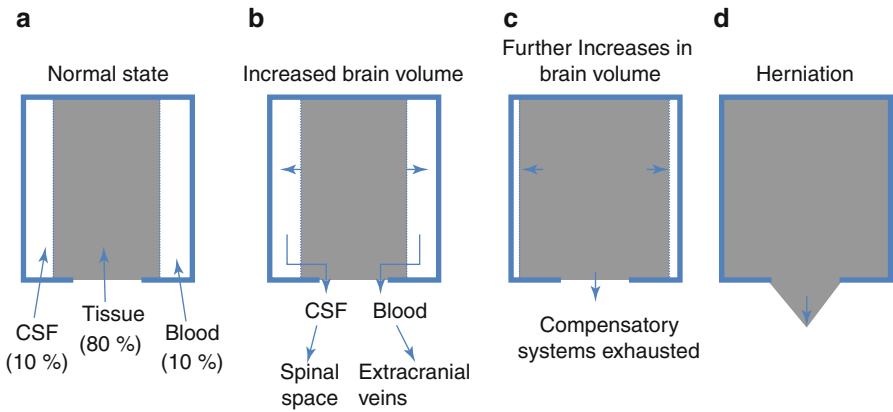 a
Normal state
CSF
(10 %)
Tissue
(80 %)
Blood
(10 %)
b
Increased brain volume
CSF
Blood
Spinal
space
Extracranial
veins
c
Further Increases in
brain volume
Compensatory
systems exhausted
d
Herniation